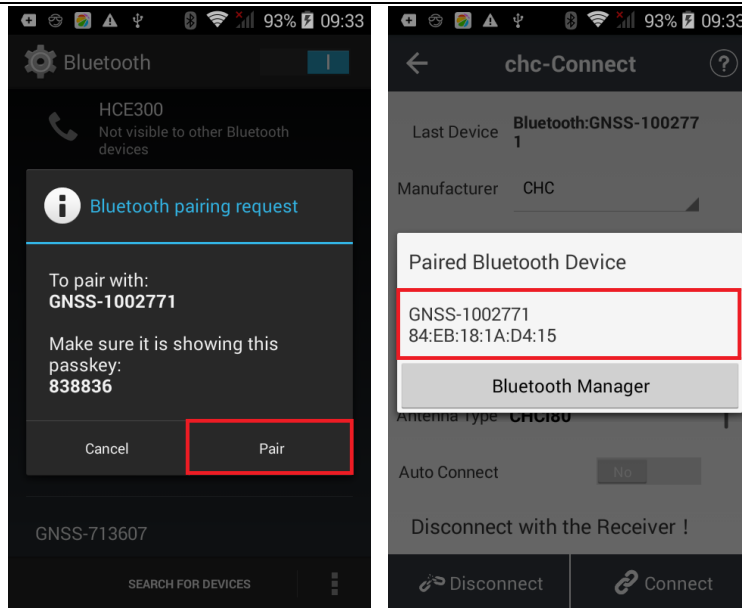 93% 09:33
Bluetooth
HCE300
Not visible to other Bluetooth
devices
Bluetooth pairing request
To pair with:
GNSS-1002771
Make sure it is showing this
passkey:
838836
Cancel Pair
GNSS-713607
SEARCH FOR DEVICES
93% 09:33
chc-Connect ?
Last Device Bluetooth:GNSS-100277
1
Manufacturer CHC
Paired Bluetooth Device
GNSS-1002771
84:EB:18:1A:D4:15
Bluetooth Manager
Antenna Type CHCI80
Auto Connect No
Disconnect with the Receiver !
Disconnect Connect